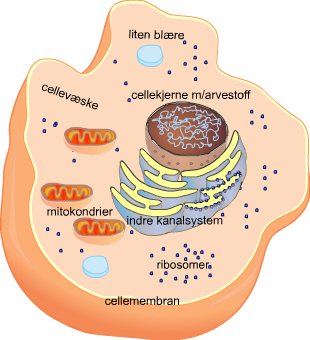 liten blære
cellevæske
cellekjerne m/arvestoff
mitokondrier
indre kanalsystem
ribosomer
cellemembran